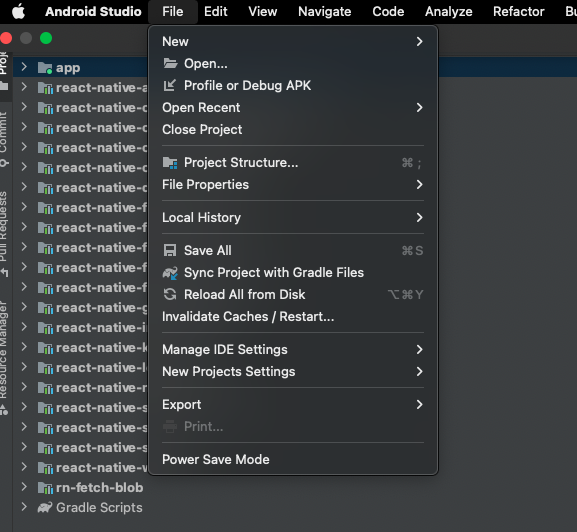 Android Studio File Edit View Navigate Code Analyze Refactor
New
Open...
Profile or Debug APK
Open Recent
Close Project
Project Structure... ⌘ ;
File Properties
Local History
Save All ⌘S
Sync Project with Gradle Files
Reload All from Disk ⌥⌘Y
Invalidate Caches / Restart...
Manage IDE Settings
New Projects Settings
Export
Print...
Power Save Mode
app
react-native-a
react-native-c
react-native-c
react-native-c
react-native-c
react-native-d
react-native-f
react-native-f
react-native-f
react-native-f
react-native-f
react-native-g
react-native-i
react-native-k
react-native-l
react-native-r
react-native-s
react-native-s
react-native-s
react-native-v
rn-fetch-blob
Gradle Scripts
Commit
Pull Requests
Resource Manager